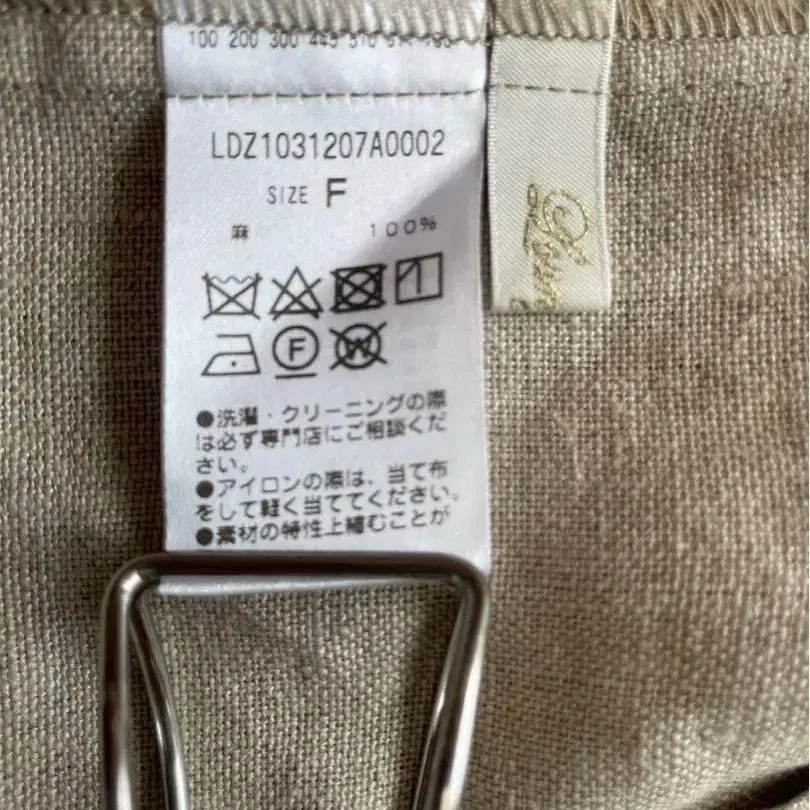 100 200 300 445 510
LDZ1031207A0002
SIZE F
麻 100%
F
W
●洗濯・クリーニングの際
は必ず専門店にご相談くだ
さい。
●アイロンの際は、当て布
をして軽く当ててください。
●素材の特性上縮むことが